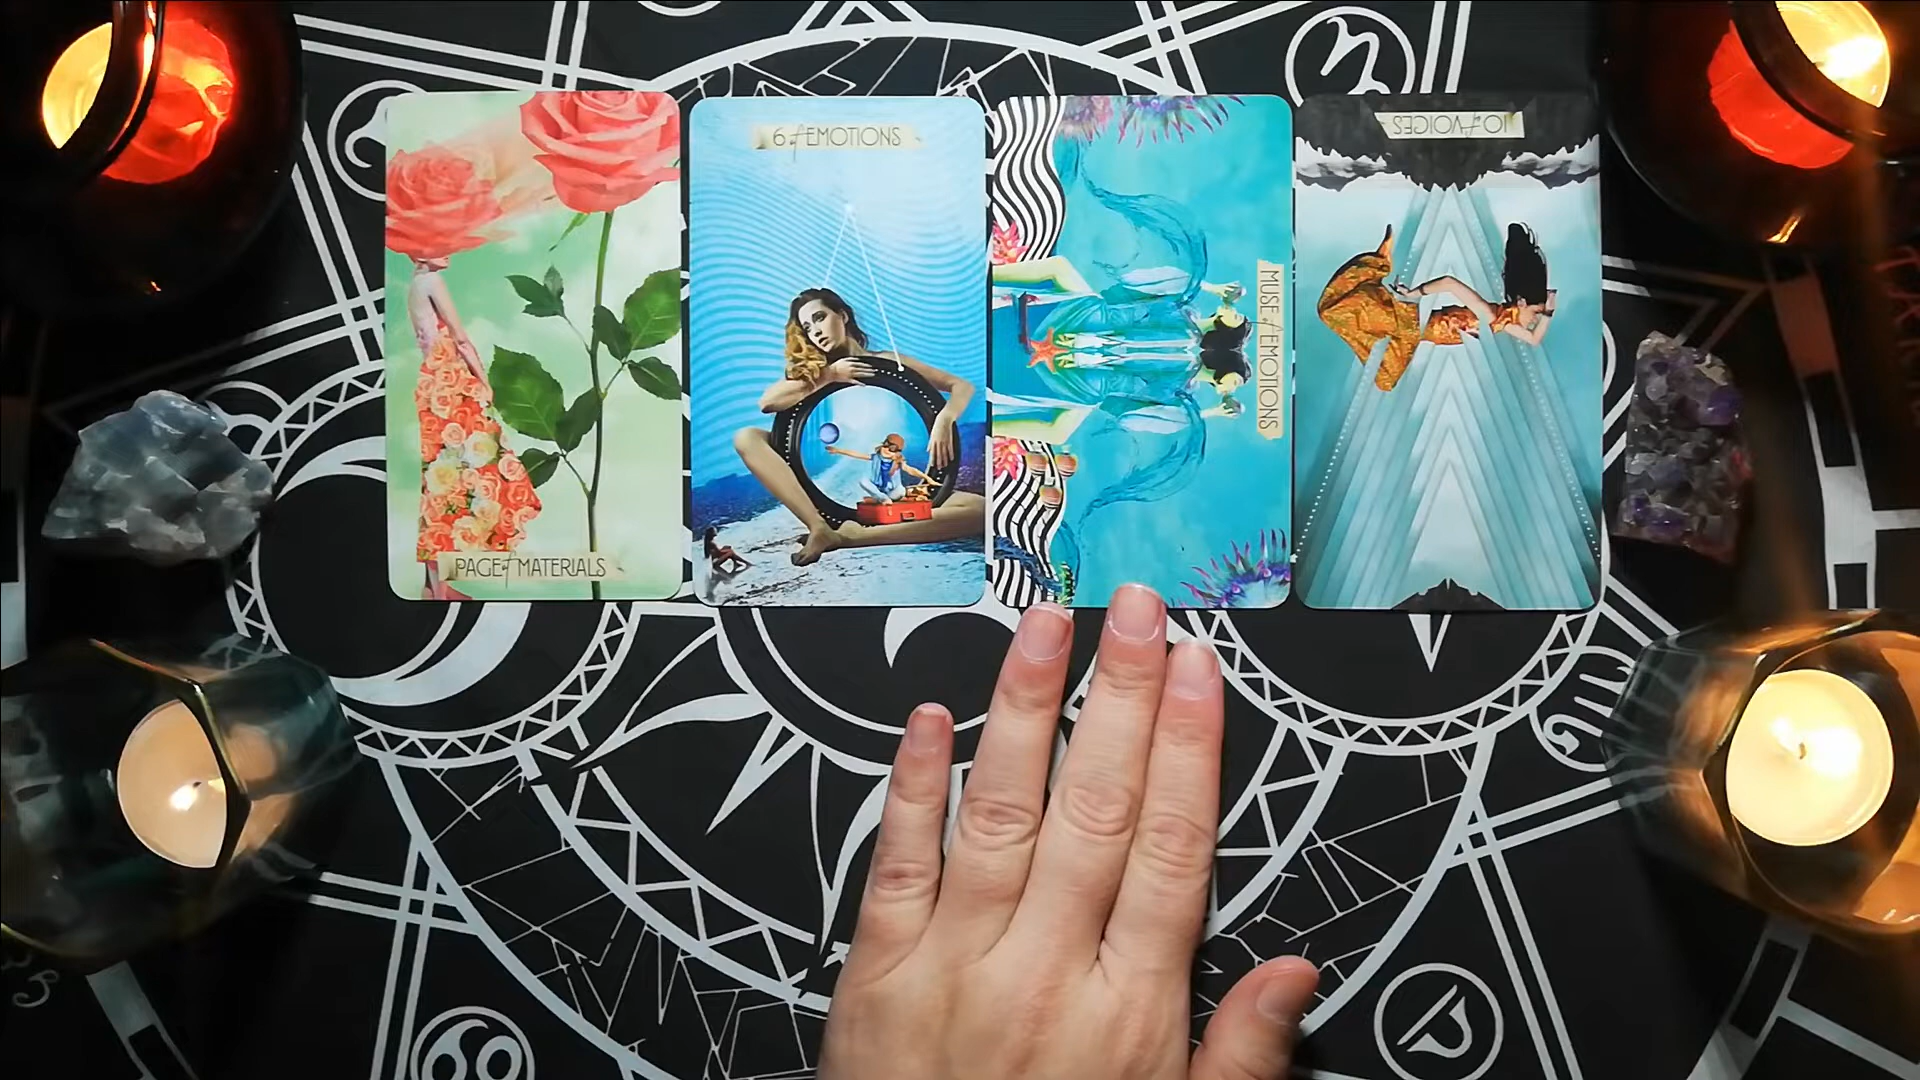 PAGE of MATERIALS
6 of EMOTIONS
MUSE of EMOTIONS
10 of VOICES